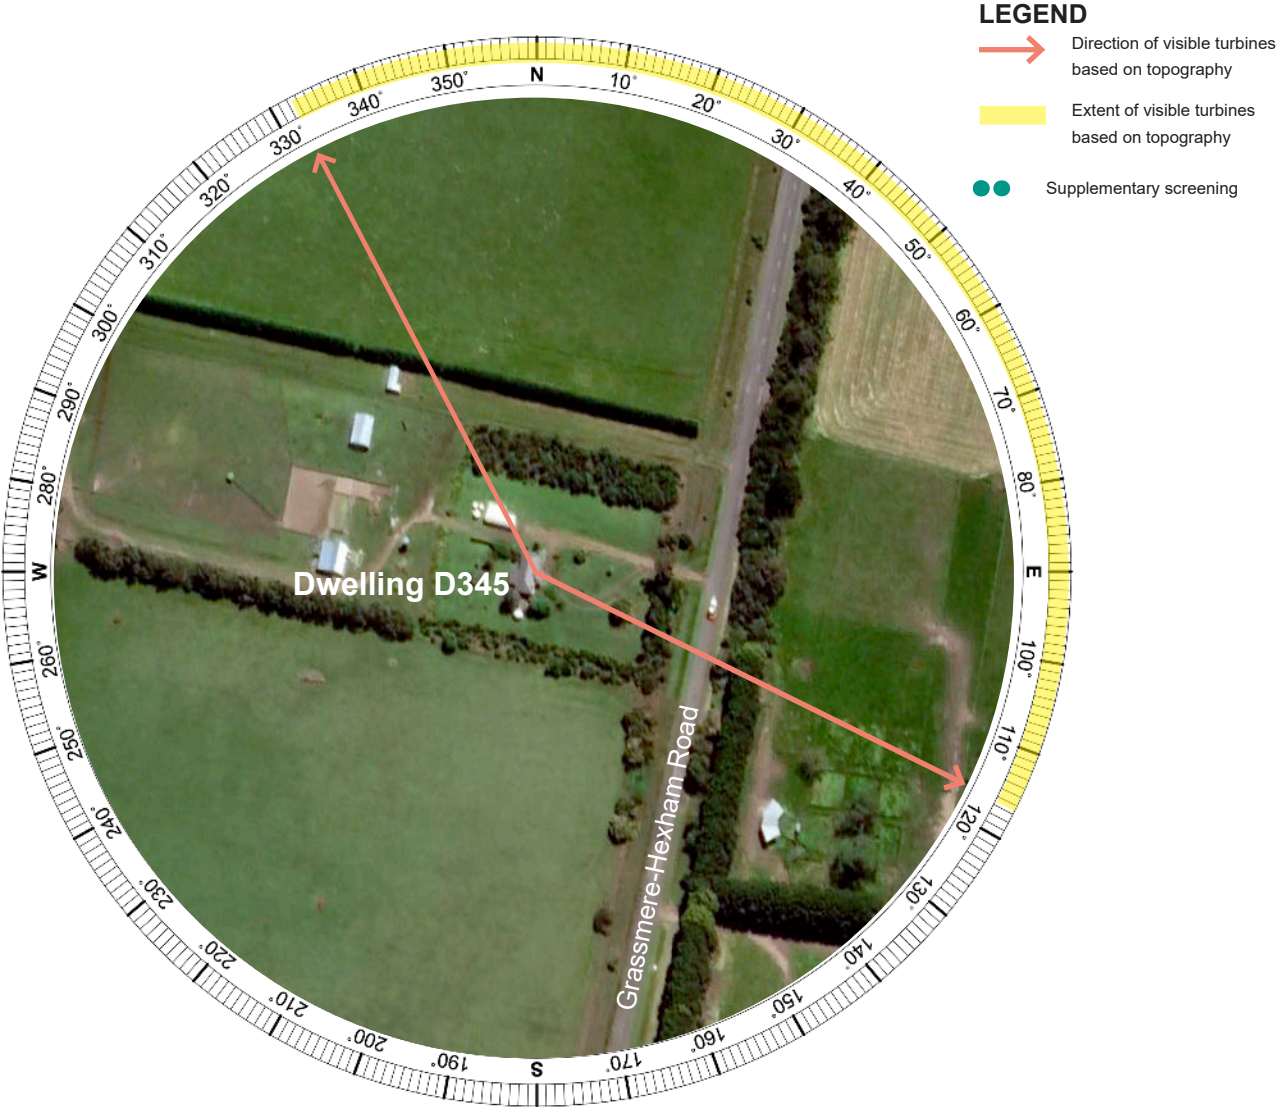 LEGEND
Direction of visible turbines
based on topography
Extent of visible turbines
based on topography
Supplementary screening
N
10°
20°
30°
40°
50°
60°
70°
80°
E
100°
110°
120°
130°
140°
150°
160°
170°
S
190°
200°
210°
220°
230°
240°
250°
260°
W
280°
290°
300°
310°
320°
330°
340°
350°
Dwelling D345
Grassmere-Hexham Road